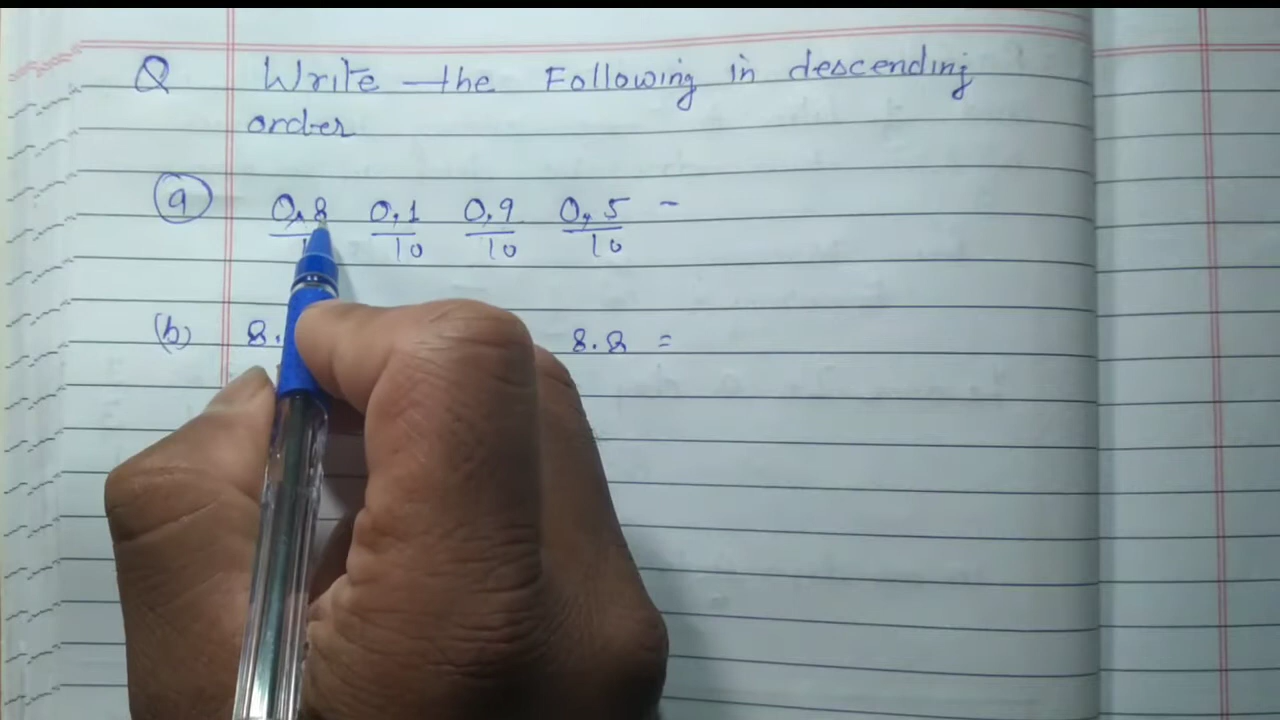 Q Write the Following in descending
order
(a) 0.8 0.1 0.9 0.5 -
10 10 10
(b) 8. 8.8 =